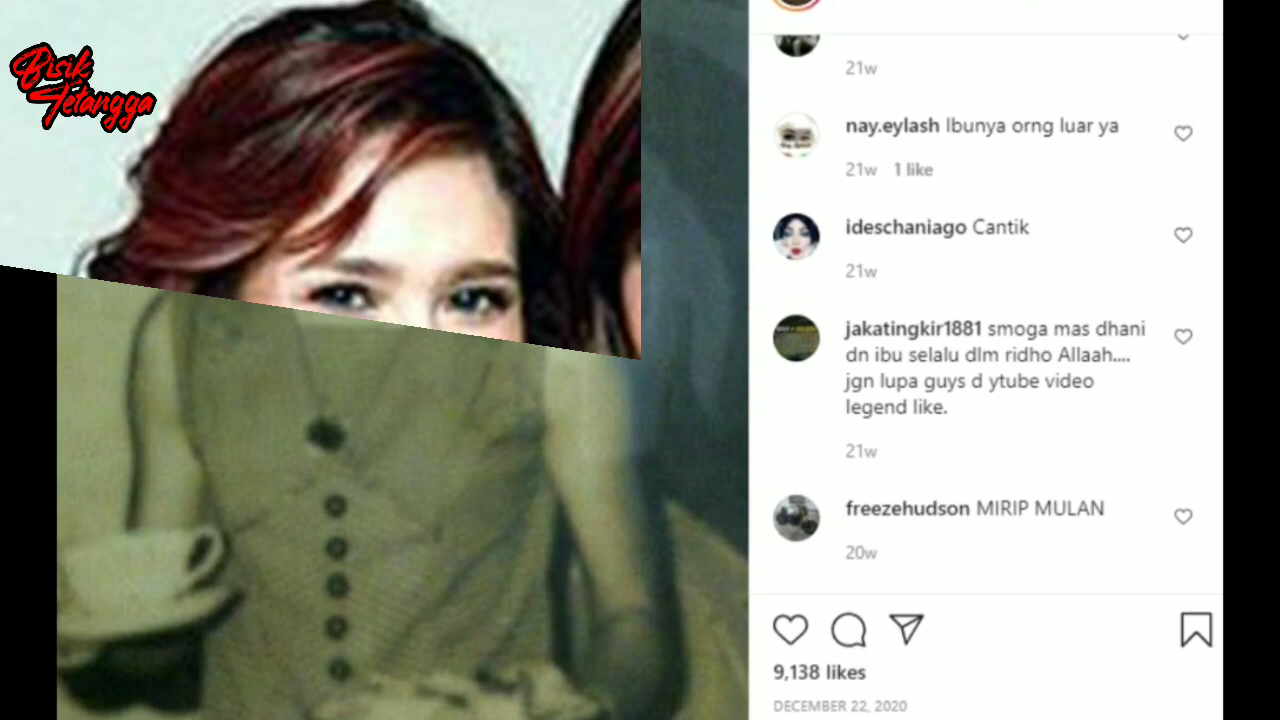 Bisik
Tetangga
21w
nay.eylash Ibunya orng luar ya
21w 1 like
ideschaniago Cantik
21w
jakatingkir1881 smoga mas dhani
dn ibu selalu dlm ridho Allaah....
jgn lupa guys d ytube video
legend like.
21w
freezehudson MIRIP MULAN
20w
9,138 likes
DECEMBER 22, 2020